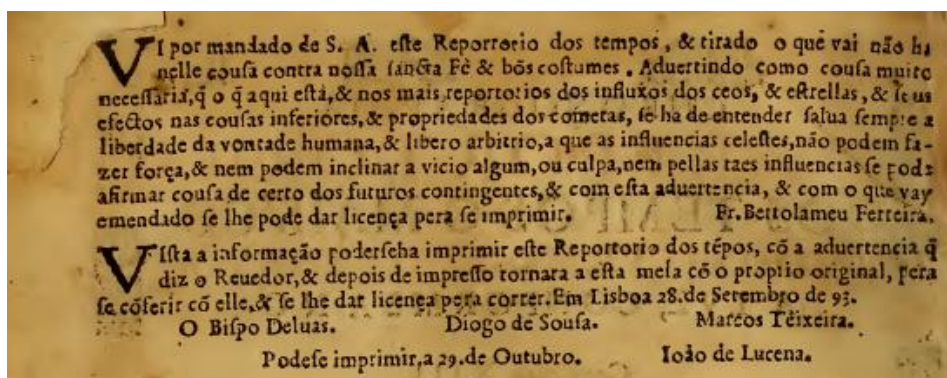 VI por mandado de S. A. este Reportorio dos tempos, & tirado o que vai não ha
nelle cousa contra nossa sancta Fè & bõs costumes. Aduertindo como cousa muito
necessaria, q̃ o q̃ aqui está, & nos mais reportorios dos influxos dos ceos, & estrellas, & seus
efectos nas cousas inferiores, & propriedades dos cometas, se ha de entender salua sempre a
liberdade da vontade humana, & libero arbitrio, a que as influencias celestes, não podem fa-
zer força, & nem podem inclinar a vicio algum, ou culpa, nem pellas taes influencias se pode
afirmar cousa de certo dos futuros contingentes, & com esta aduertencia, & com o que vay
emendado se lhe pode dar licença pera se imprimir. Fr. Bertolameu Ferreira.
VIsta a informação poderseha imprimir este Reportorio dos tẽpos, cõ a aduertencia q̃
diz o Reuedor, & depois de impresso tornara a esta mesa cõ o proprio original, pera
se cõferir cõ elle, & se lhe dar licença pera correr. Em Lisboa 28. de Setembro de 93.
O Bispo Deluas. Diogo de Sousa. Marcos Teixeira.
Podese imprimir, a 29. de Outubro. Ioão de Lucena.